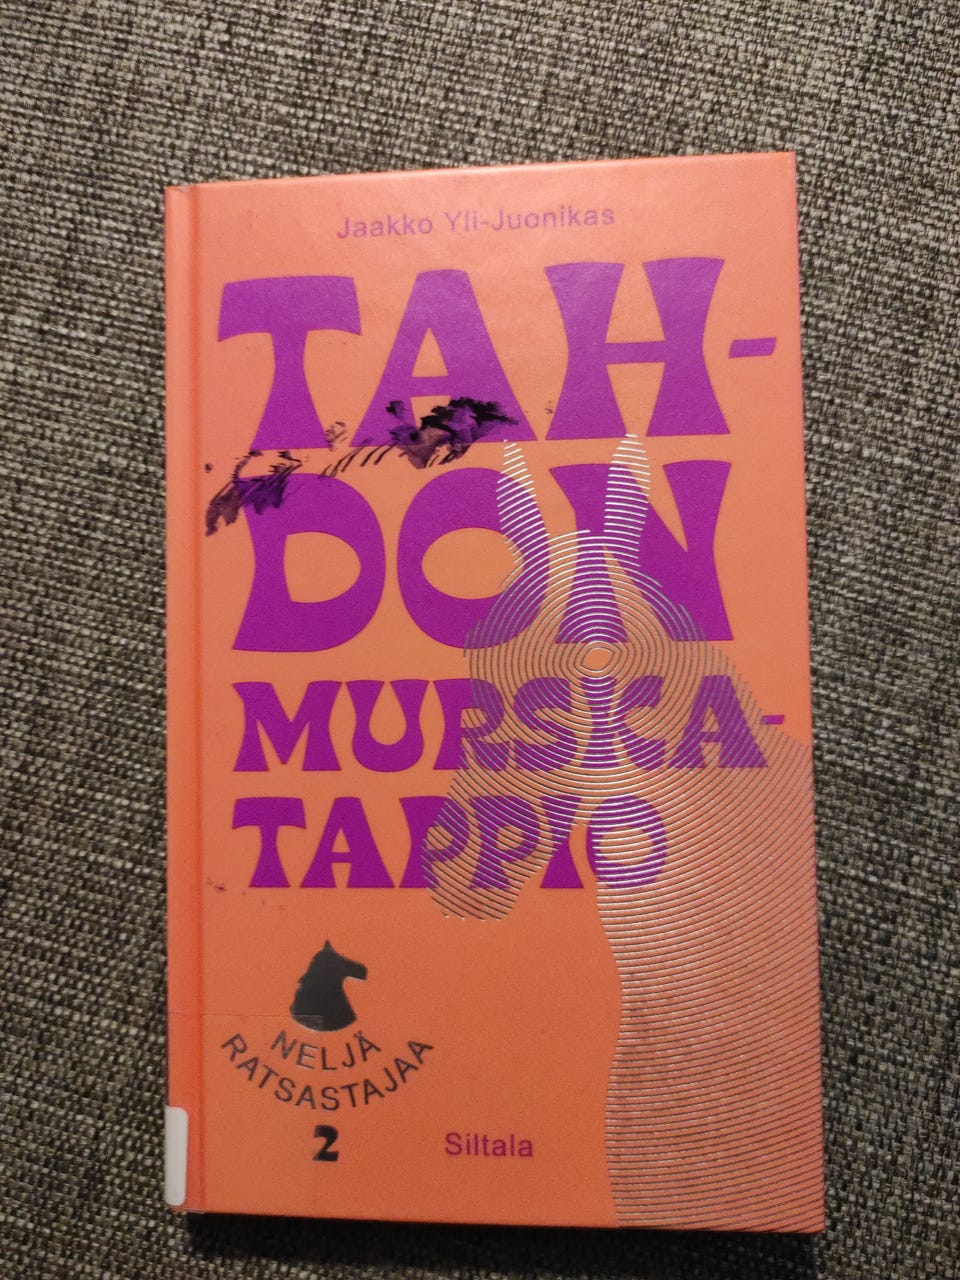 Jaakko Yli-Juonikas
TAH-
DON
MURSKA-
TAPPIO
NELJÄ
RATSASTAJAA
2
Siltala